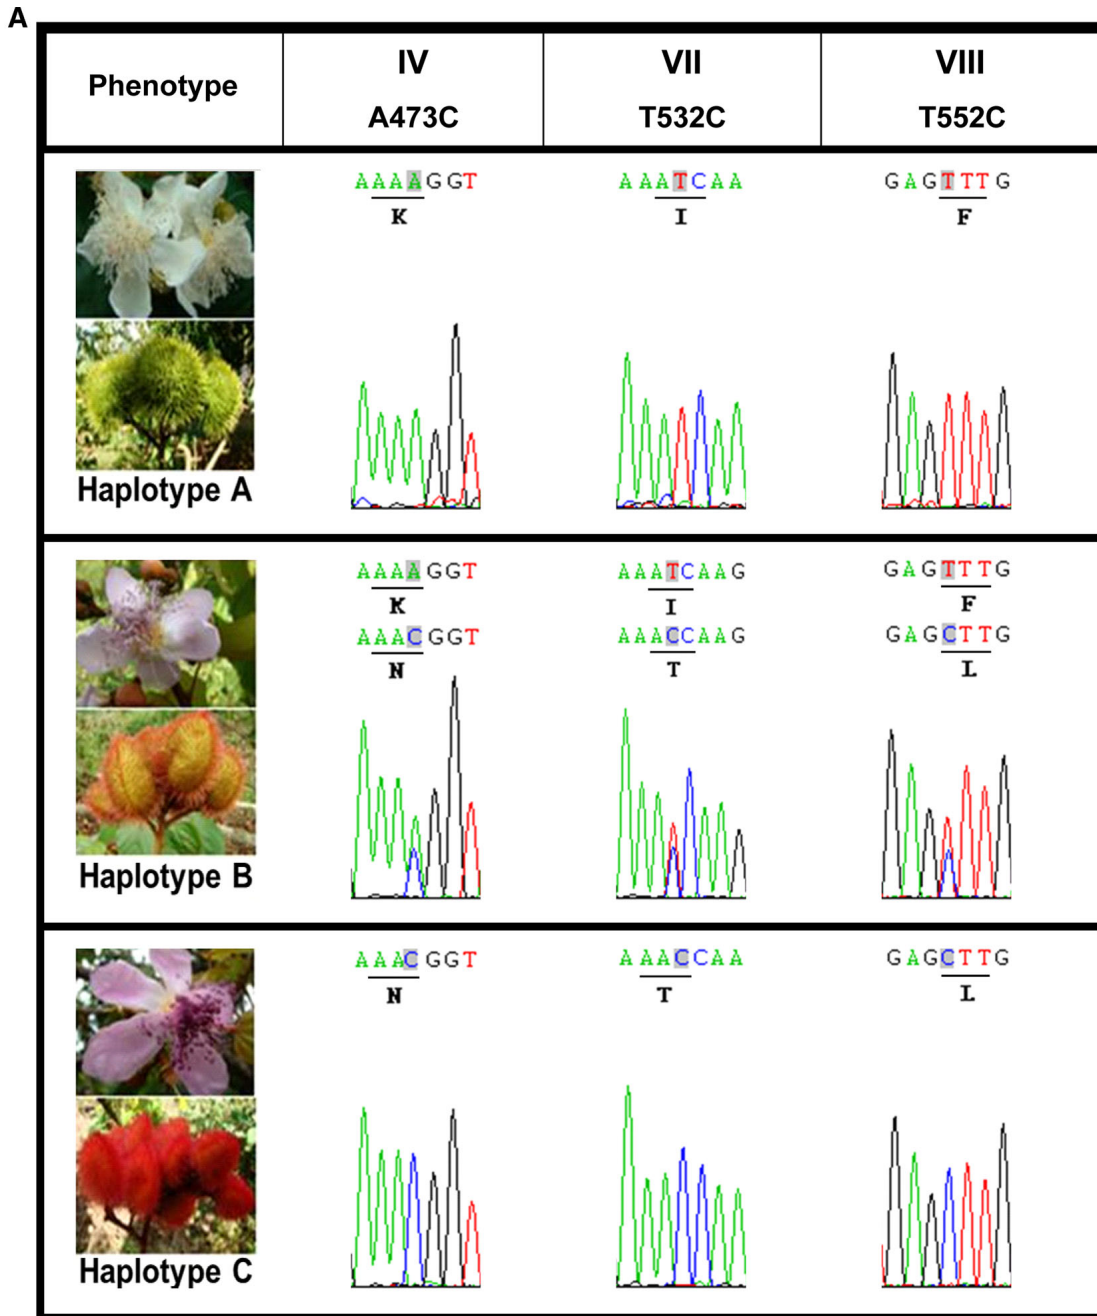 A
Phenotype
IV
A473C
VII
T532C
VIII
T552C
AAAAGGT
K
AAATCAA
I
GAGTTTG
F
Haplotype A
AAAAGGT
K
AAACGGT
N
AAATCAAG
I
AAACCAAG
T
GAGTTTG
F
GAGCTTG
L
Haplotype B
AAACGGT
N
AAACCAA
T
GAGCTTG
L
Haplotype C